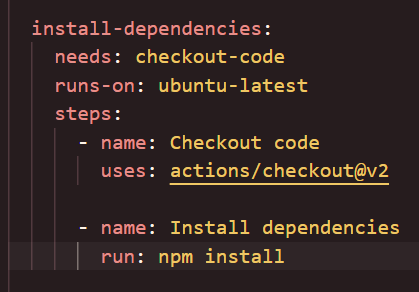 install-dependencies:
needs: checkout-code
runs-on: ubuntu-latest
steps:
- name: Checkout code
uses: actions/checkout@v2
- name: Install dependencies
run: npm install